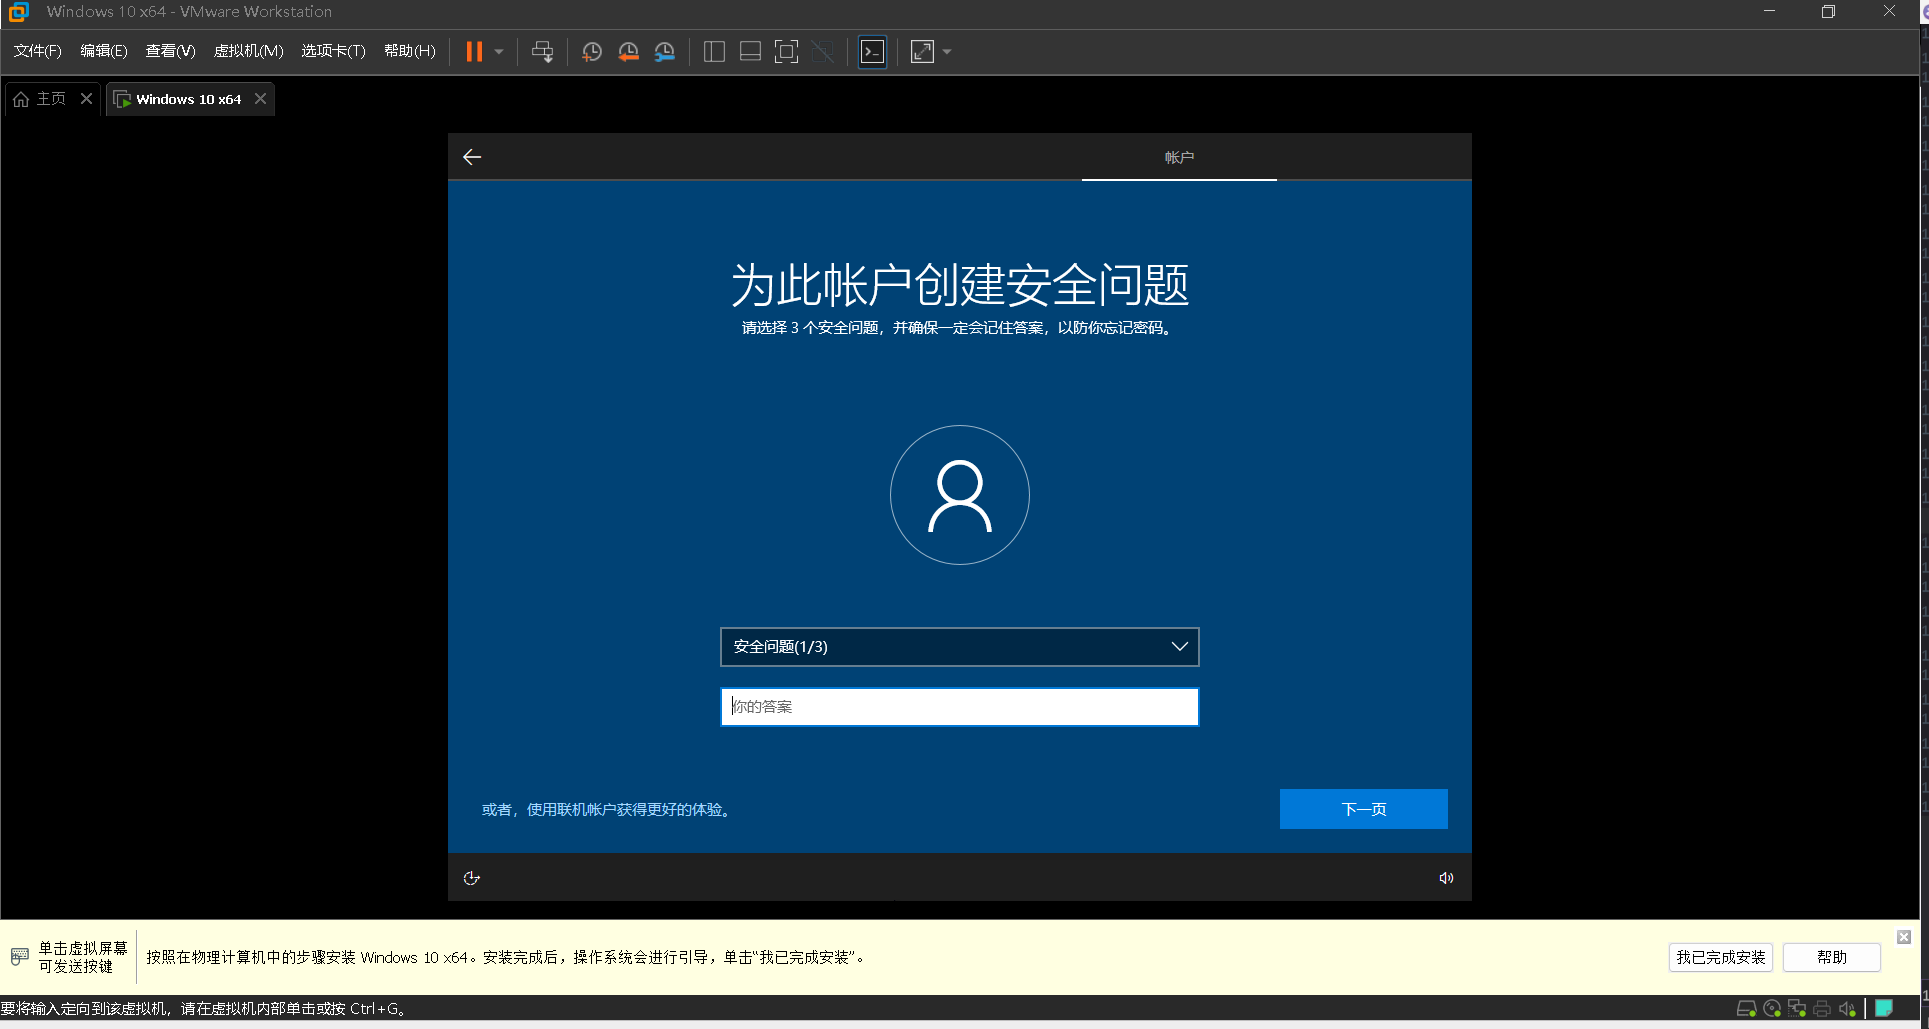 Windows 10 x64 - VMware Workstation
文件(F) 编辑(E) 查看(V) 虚拟机(M) 选项卡(T) 帮助(H)
主页 Windows 10 x64
帐户
为此帐户创建安全问题
请选择 3 个安全问题，并确保一定会记住答案，以防你忘记密码。
安全问题(1/3)
你的答案
或者，使用联机帐户获得更好的体验。
下一页
单击虚拟屏幕
可发送按键
按照在物理计算机中的步骤安装 Windows 10 x64。安装完成后，操作系统会进行引导，单击“我已完成安装”。
我已完成安装
帮助
要将输入定向到该虚拟机，请在虚拟机内部单击或按 Ctrl+G。